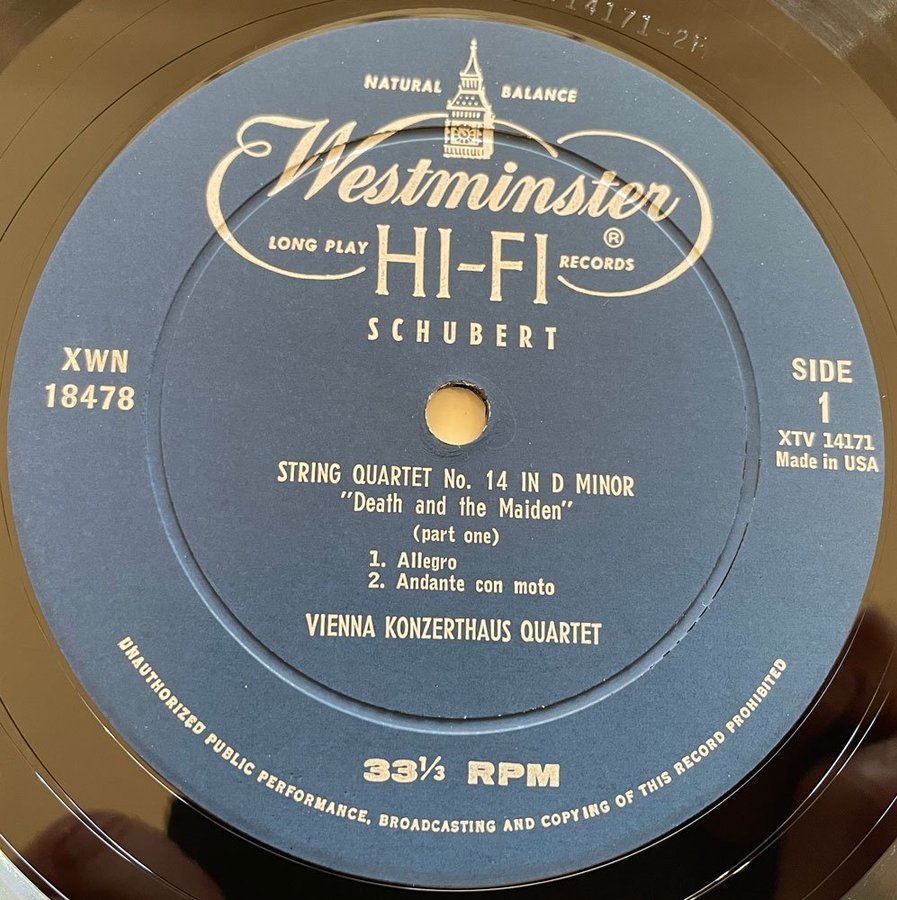 14171-2
NATURAL BALANCE
Westminster ®
LONG PLAY HI-FI RECORDS
SCHUBERT
XWN
18478
SIDE
1
XTV 14171
Made in USA
STRING QUARTET No. 14 IN D MINOR
"Death and the Maiden"
(part one)
1. Allegro
2. Andante con moto
VIENNA KONZERTHAUS QUARTET
33⅓ RPM
UNAUTHORIZED PUBLIC PERFORMANCE, BROADCASTING AND COPYING OF THIS RECORD PROHIBITED